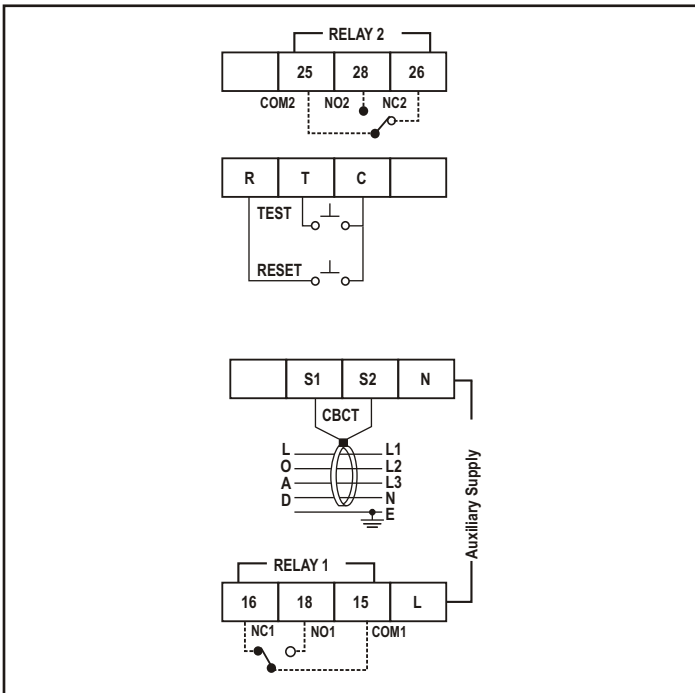 RELAY 2
25 28 26
COM2 NO2 NC2
R T C
TEST
RESET
S1 S2 N
CBCT
L L1
O L2
A L3
D N
E
Auxiliary Supply
RELAY 1
16 18 15 L
NC1 NO1 COM1